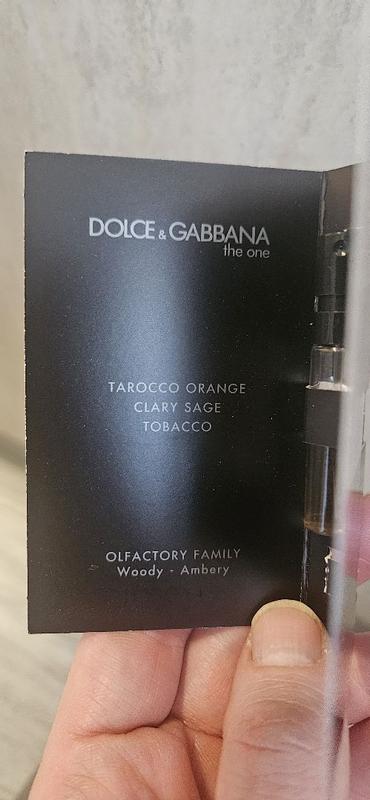 DOLCE & GABBANA
the one
TAROCCO ORANGE
CLARY SAGE
TOBACCO
OLFACTORY FAMILY
Woody - Ambery